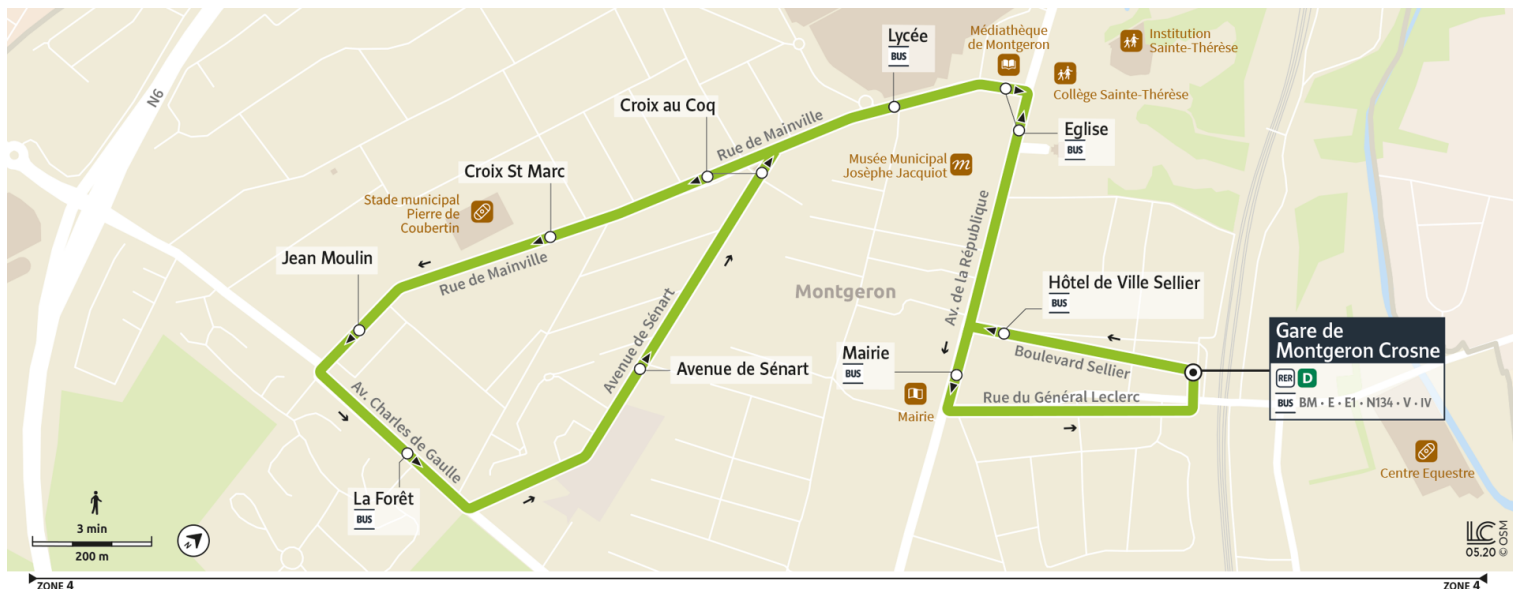 N6
Lycée
BUS
Médiathèque
de Montgeron
Institution
Sainte-Thérèse
Collège Sainte-Thérèse
Croix au Coq
Rue de Mainville
Eglise
BUS
Musée Municipal
Josèphe Jacquiot
Croix St Marc
Stade municipal
Pierre de
Coubertin
Jean Moulin
Rue de Mainville
Av. de la République
Montgeron
Hôtel de Ville Sellier
BUS
Boulevard Sellier
Gare de
Montgeron Crosne
RER D
BUS BM • E • E1 • N134 • V • IV
Mairie
BUS
Mairie
Rue du Général Leclerc
Avenue de Sénart
Avenue de Sénart
Av. Charles de Gaulle
La Forêt
BUS
Centre Equestre
3 min
200 m
N
LC
05.20 © OSM
ZONE 4
ZONE 4